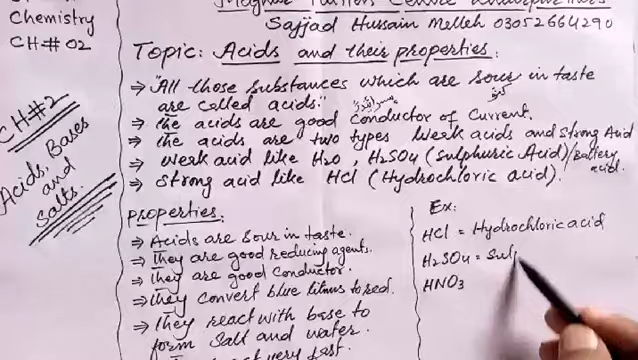 Chemistry
CH# 02
Sajjad Hussain Melleh 03052664290
Topic: Acids and their properties:
⇒ "All those substances which are sour in taste
are called acids."
⇒ The acids are good conductor of Current.
⇒ The acids are two types Weak acids and Strong Acid
⇒ Weak acid like H2O, H2SO4 (Sulphuric Acid)/Battery
acid.
⇒ Strong acid like HCl (Hydrochloric acid).
CH#2
Acids, Bases
and
Salts.
Properties:
⇒ Acids are Sour in taste.
⇒ They are good reducing agents.
⇒ They are good Conductor.
⇒ They convert blue litmus to red.
⇒ They react with base to
form Salt and water.
react very fast.
Ex:
HCl = Hydrochloric acid
H2SO4 = Sul
HNO3